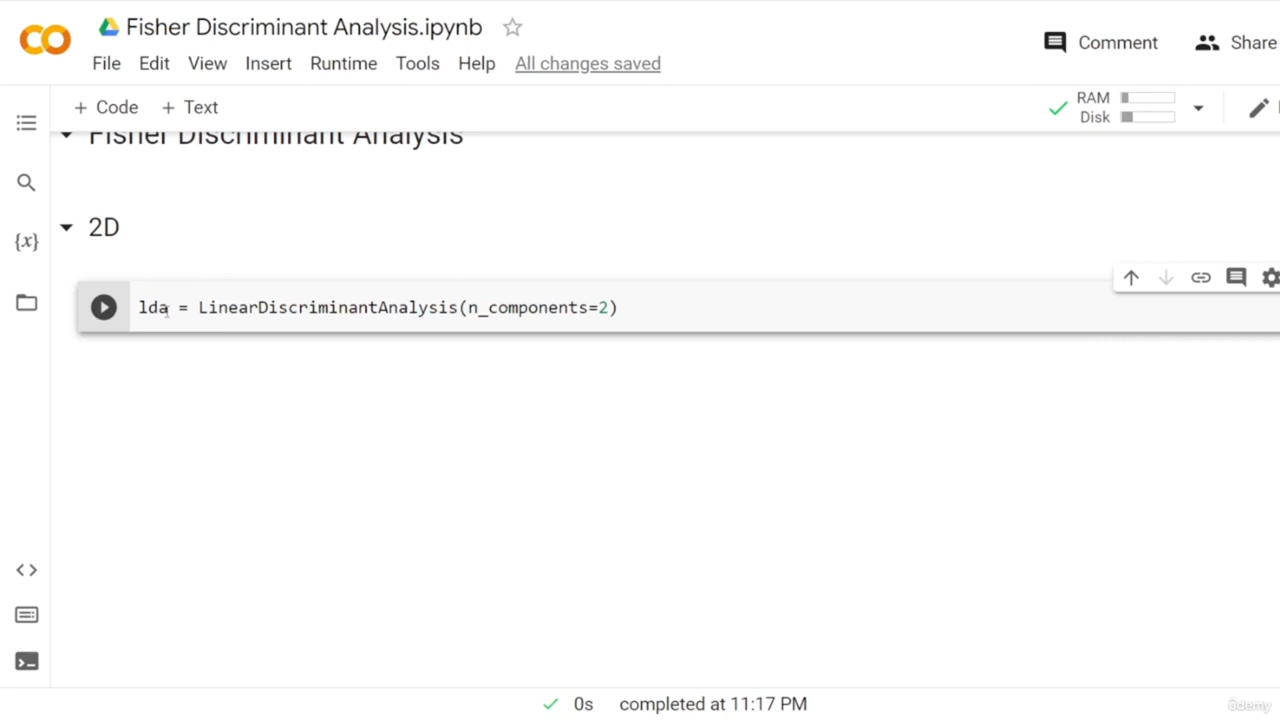 Fisher Discriminant Analysis.ipynb
Comment
Share
File Edit View Insert Runtime Tools Help All changes saved
+ Code + Text
RAM
Disk
Fisher Discriminant Analysis
{x}
2D
lda = LinearDiscriminantAnalysis(n_components=2)
0s completed at 11:17 PM
ûdemy